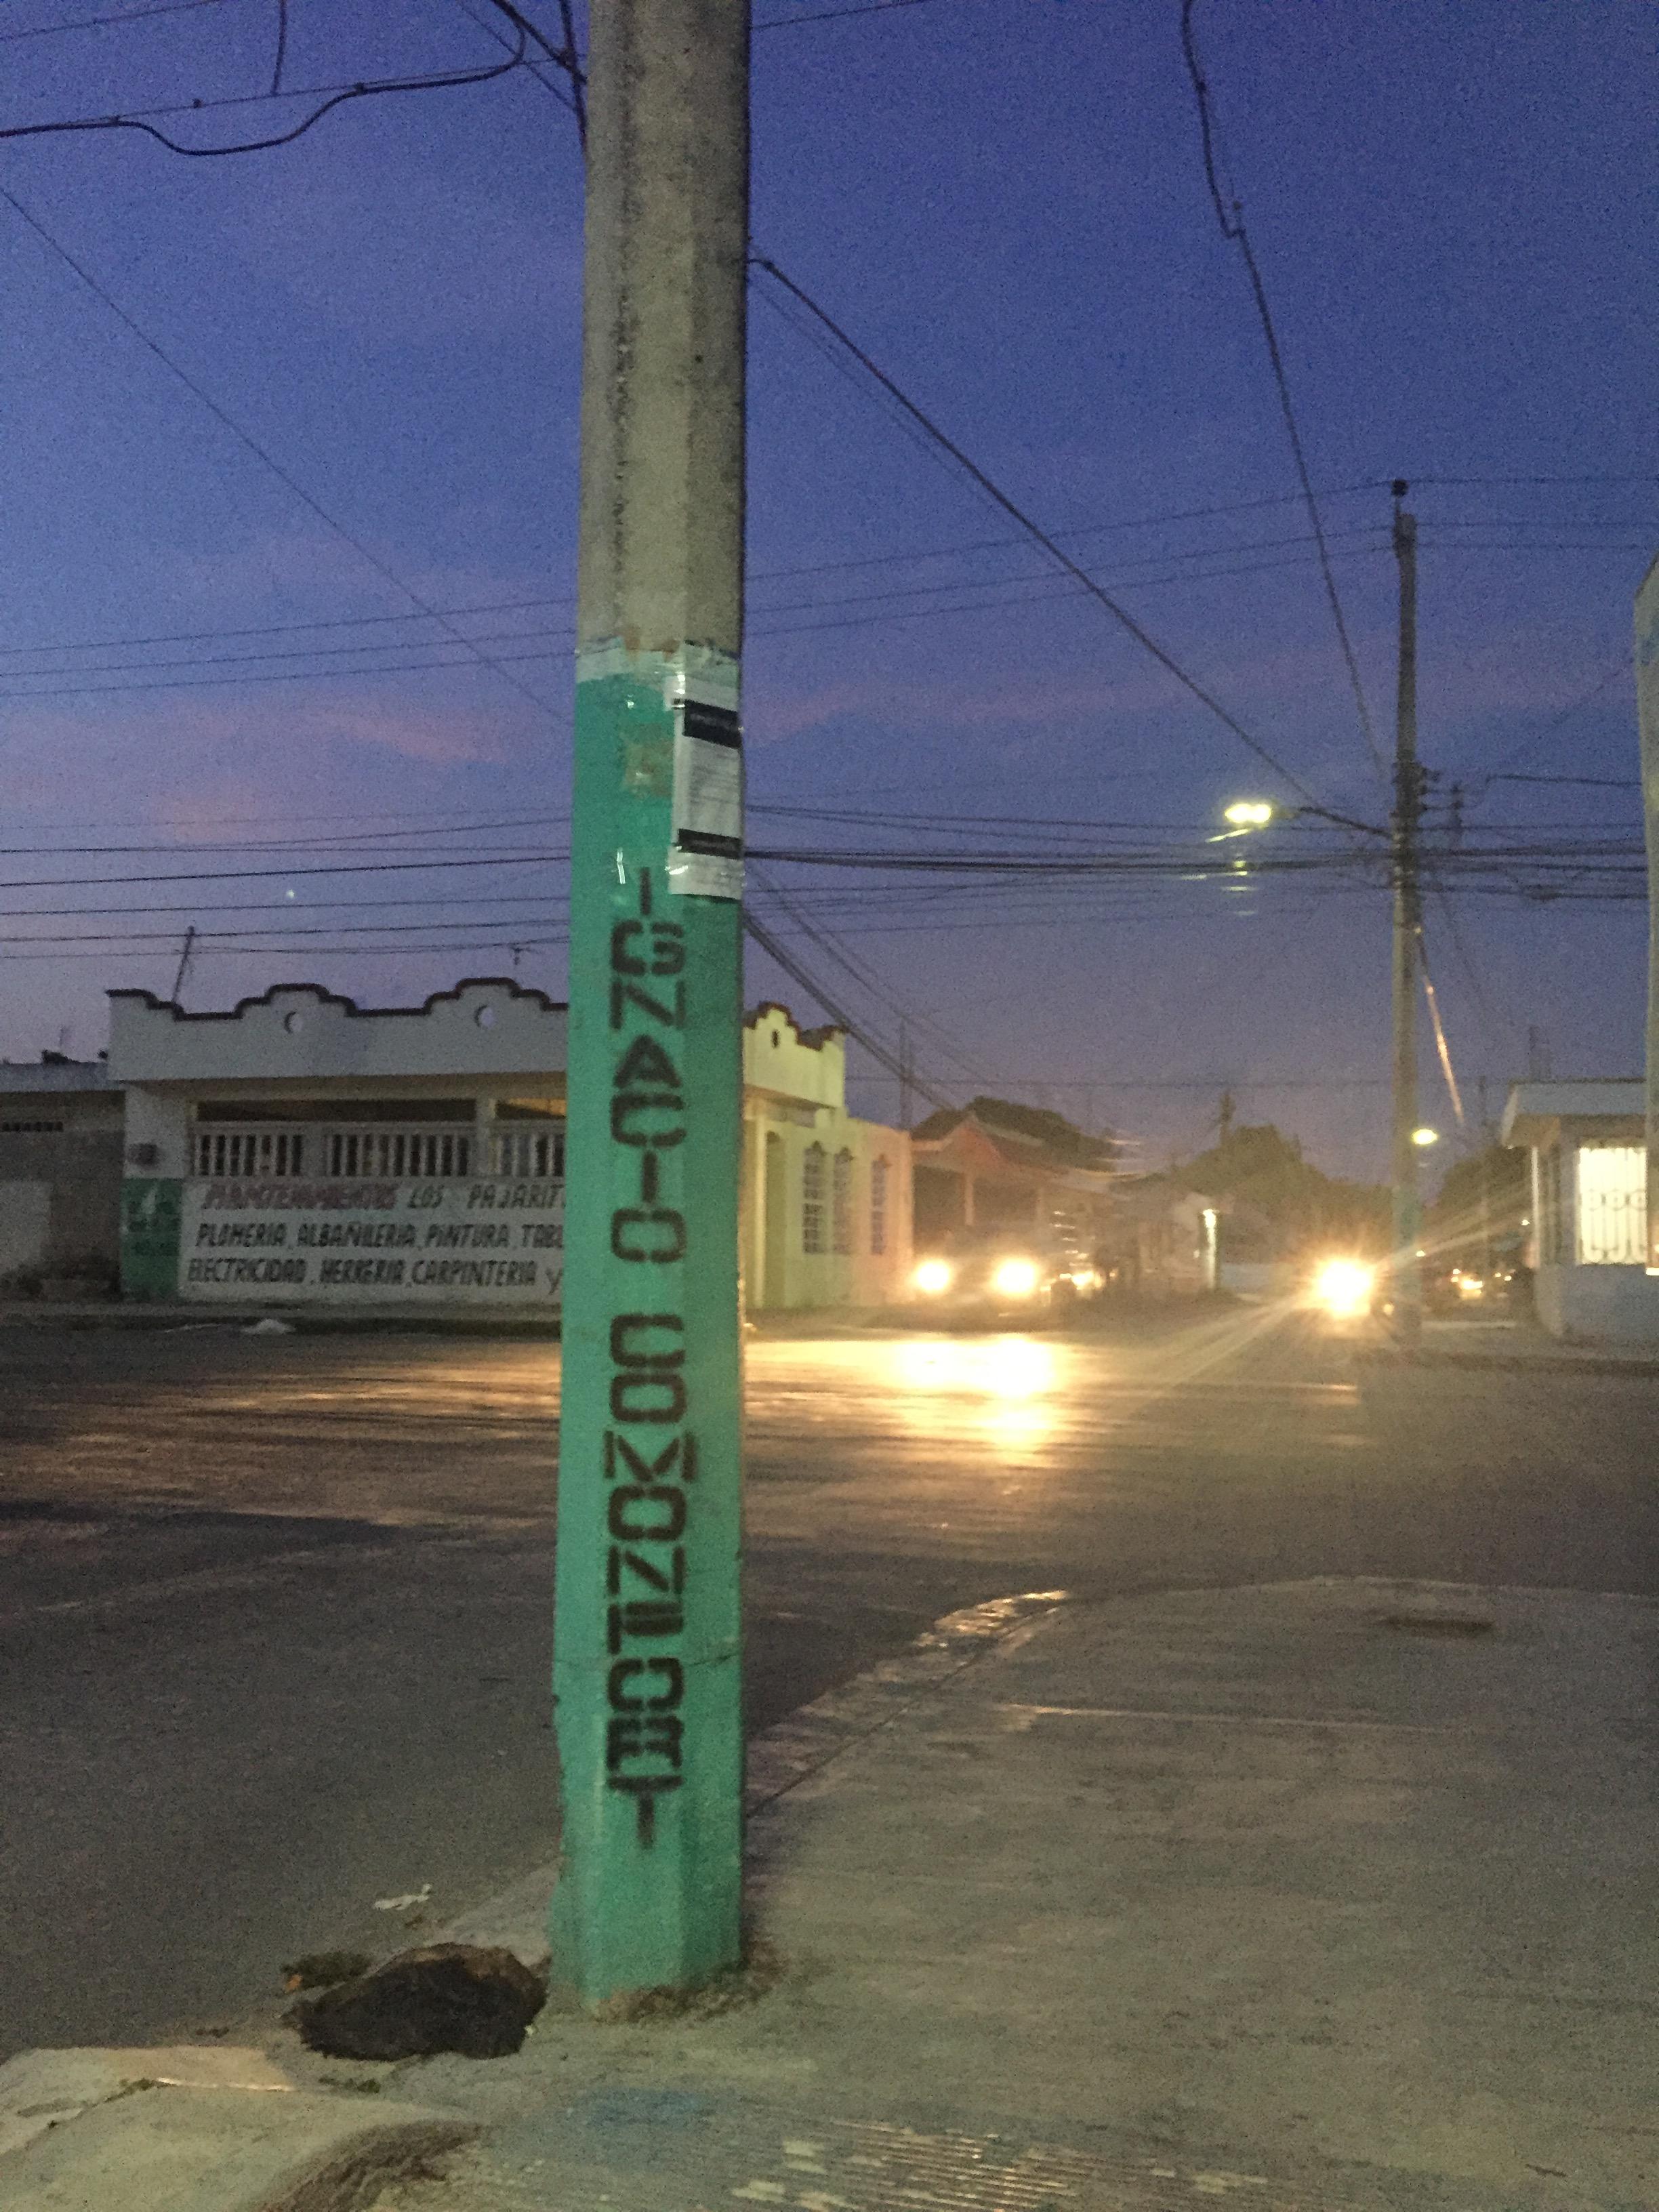 IGNACIO COMONFORT
MANTENIMIENTOS LOS PAJARIT
PLOMERIA, ALBAÑILERIA, PINTURA, TABL
ELECTRICIDAD, HERRERIA, CARPINTERIA y